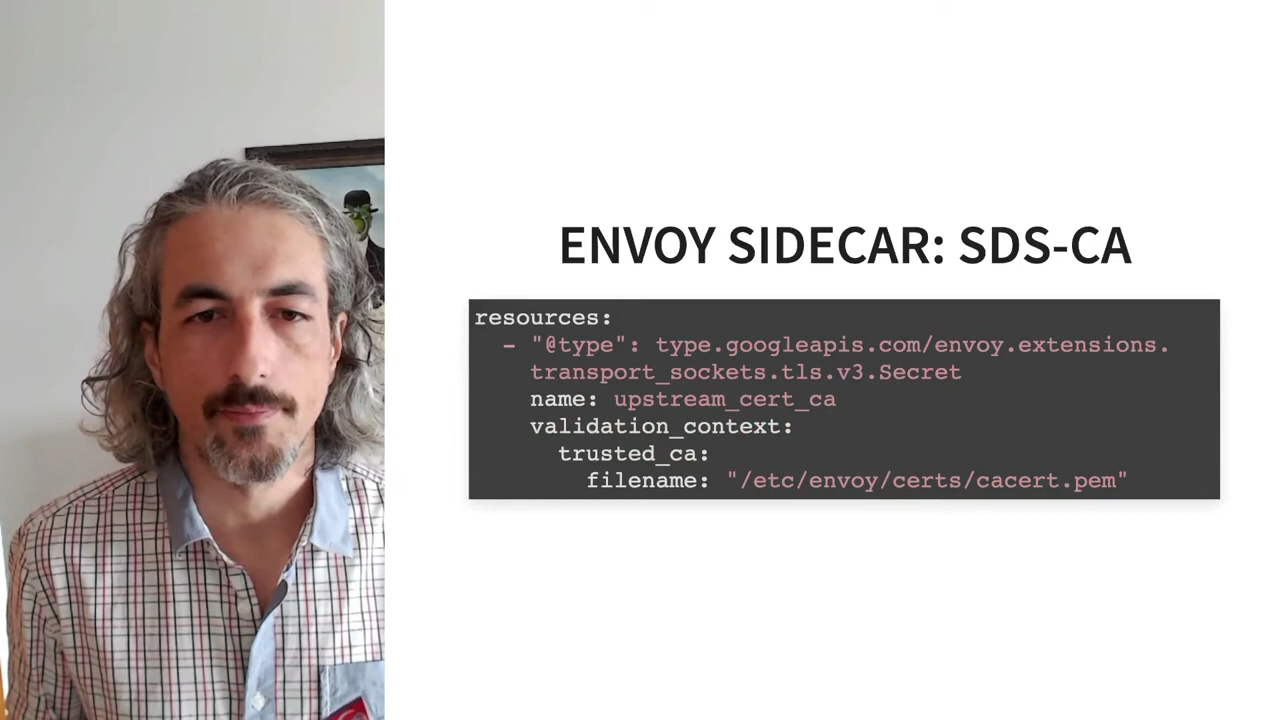 ENVOY SIDECAR: SDS-CA
resources:
- "@type": type.googleapis.com/envoy.extensions.
transport_sockets.tls.v3.Secret
name: upstream_cert_ca
validation_context:
trusted_ca:
filename: "/etc/envoy/certs/cacert.pem"